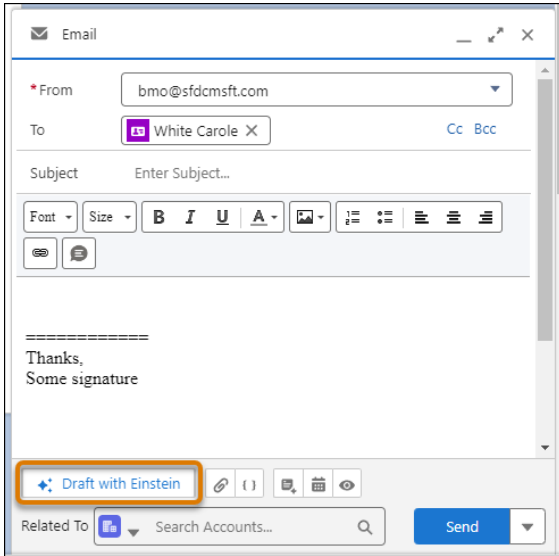 Email
*From bmo@sfdcmsft.com
To White Carole Cc Bcc
Subject Enter Subject...
Font Size B I U A
============
Thanks,
Some signature
Draft with Einstein { }
Related To Search Accounts... Send